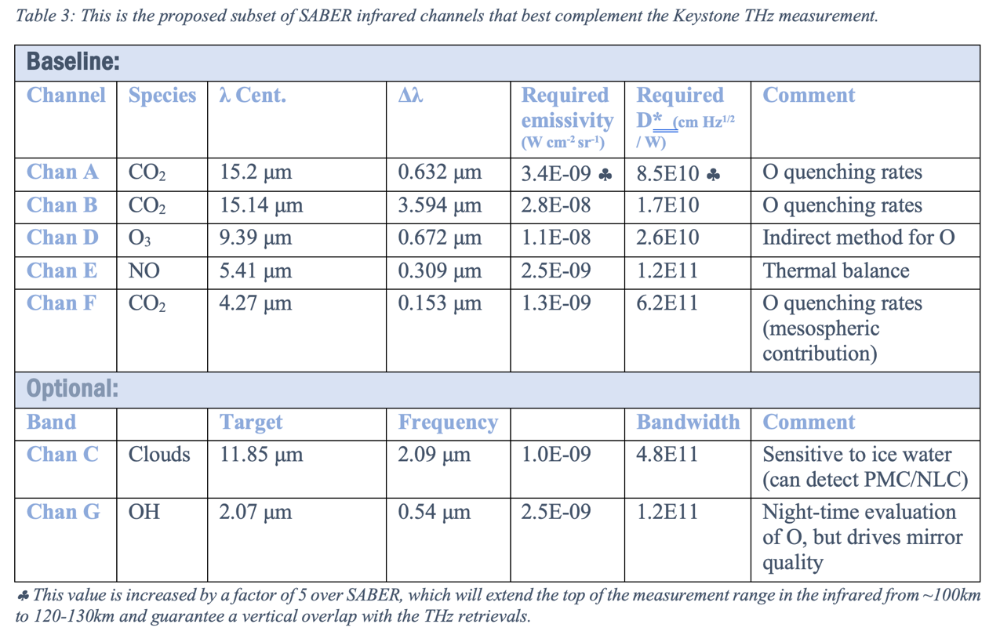 Table 3: This is the proposed subset of SABER infrared channels that best complement the Keystone THz measurement.
Baseline:
Channel Species λ Cent. Δλ Required emissivity (W cm⁻² sr⁻¹) Required D* (cm Hz¹/² / W) Comment
Chan A CO₂ 15.2 μm 0.632 μm 3.4E-09 ♣ 8.5E10 ♣ O quenching rates
Chan B CO₂ 15.14 μm 3.594 μm 2.8E-08 1.7E10 O quenching rates
Chan D O₃ 9.39 μm 0.672 μm 1.1E-08 2.6E10 Indirect method for O
Chan E NO 5.41 μm 0.309 μm 2.5E-09 1.2E11 Thermal balance
Chan F CO₂ 4.27 μm 0.153 μm 1.3E-09 6.2E11 O quenching rates
(mesospheric
contribution)
Optional:
Band Target Frequency Bandwidth Comment
Chan C Clouds 11.85 μm 2.09 μm 1.0E-09 4.8E11 Sensitive to ice water
(can detect PMC/NLC)
Chan G OH 2.07 μm 0.54 μm 2.5E-09 1.2E11 Night-time evaluation
of O, but drives mirror
quality
♣ This value is increased by a factor of 5 over SABER, which will extend the top of the measurement range in the infrared from ~100km
to 120-130km and guarantee a vertical overlap with the THz retrievals.